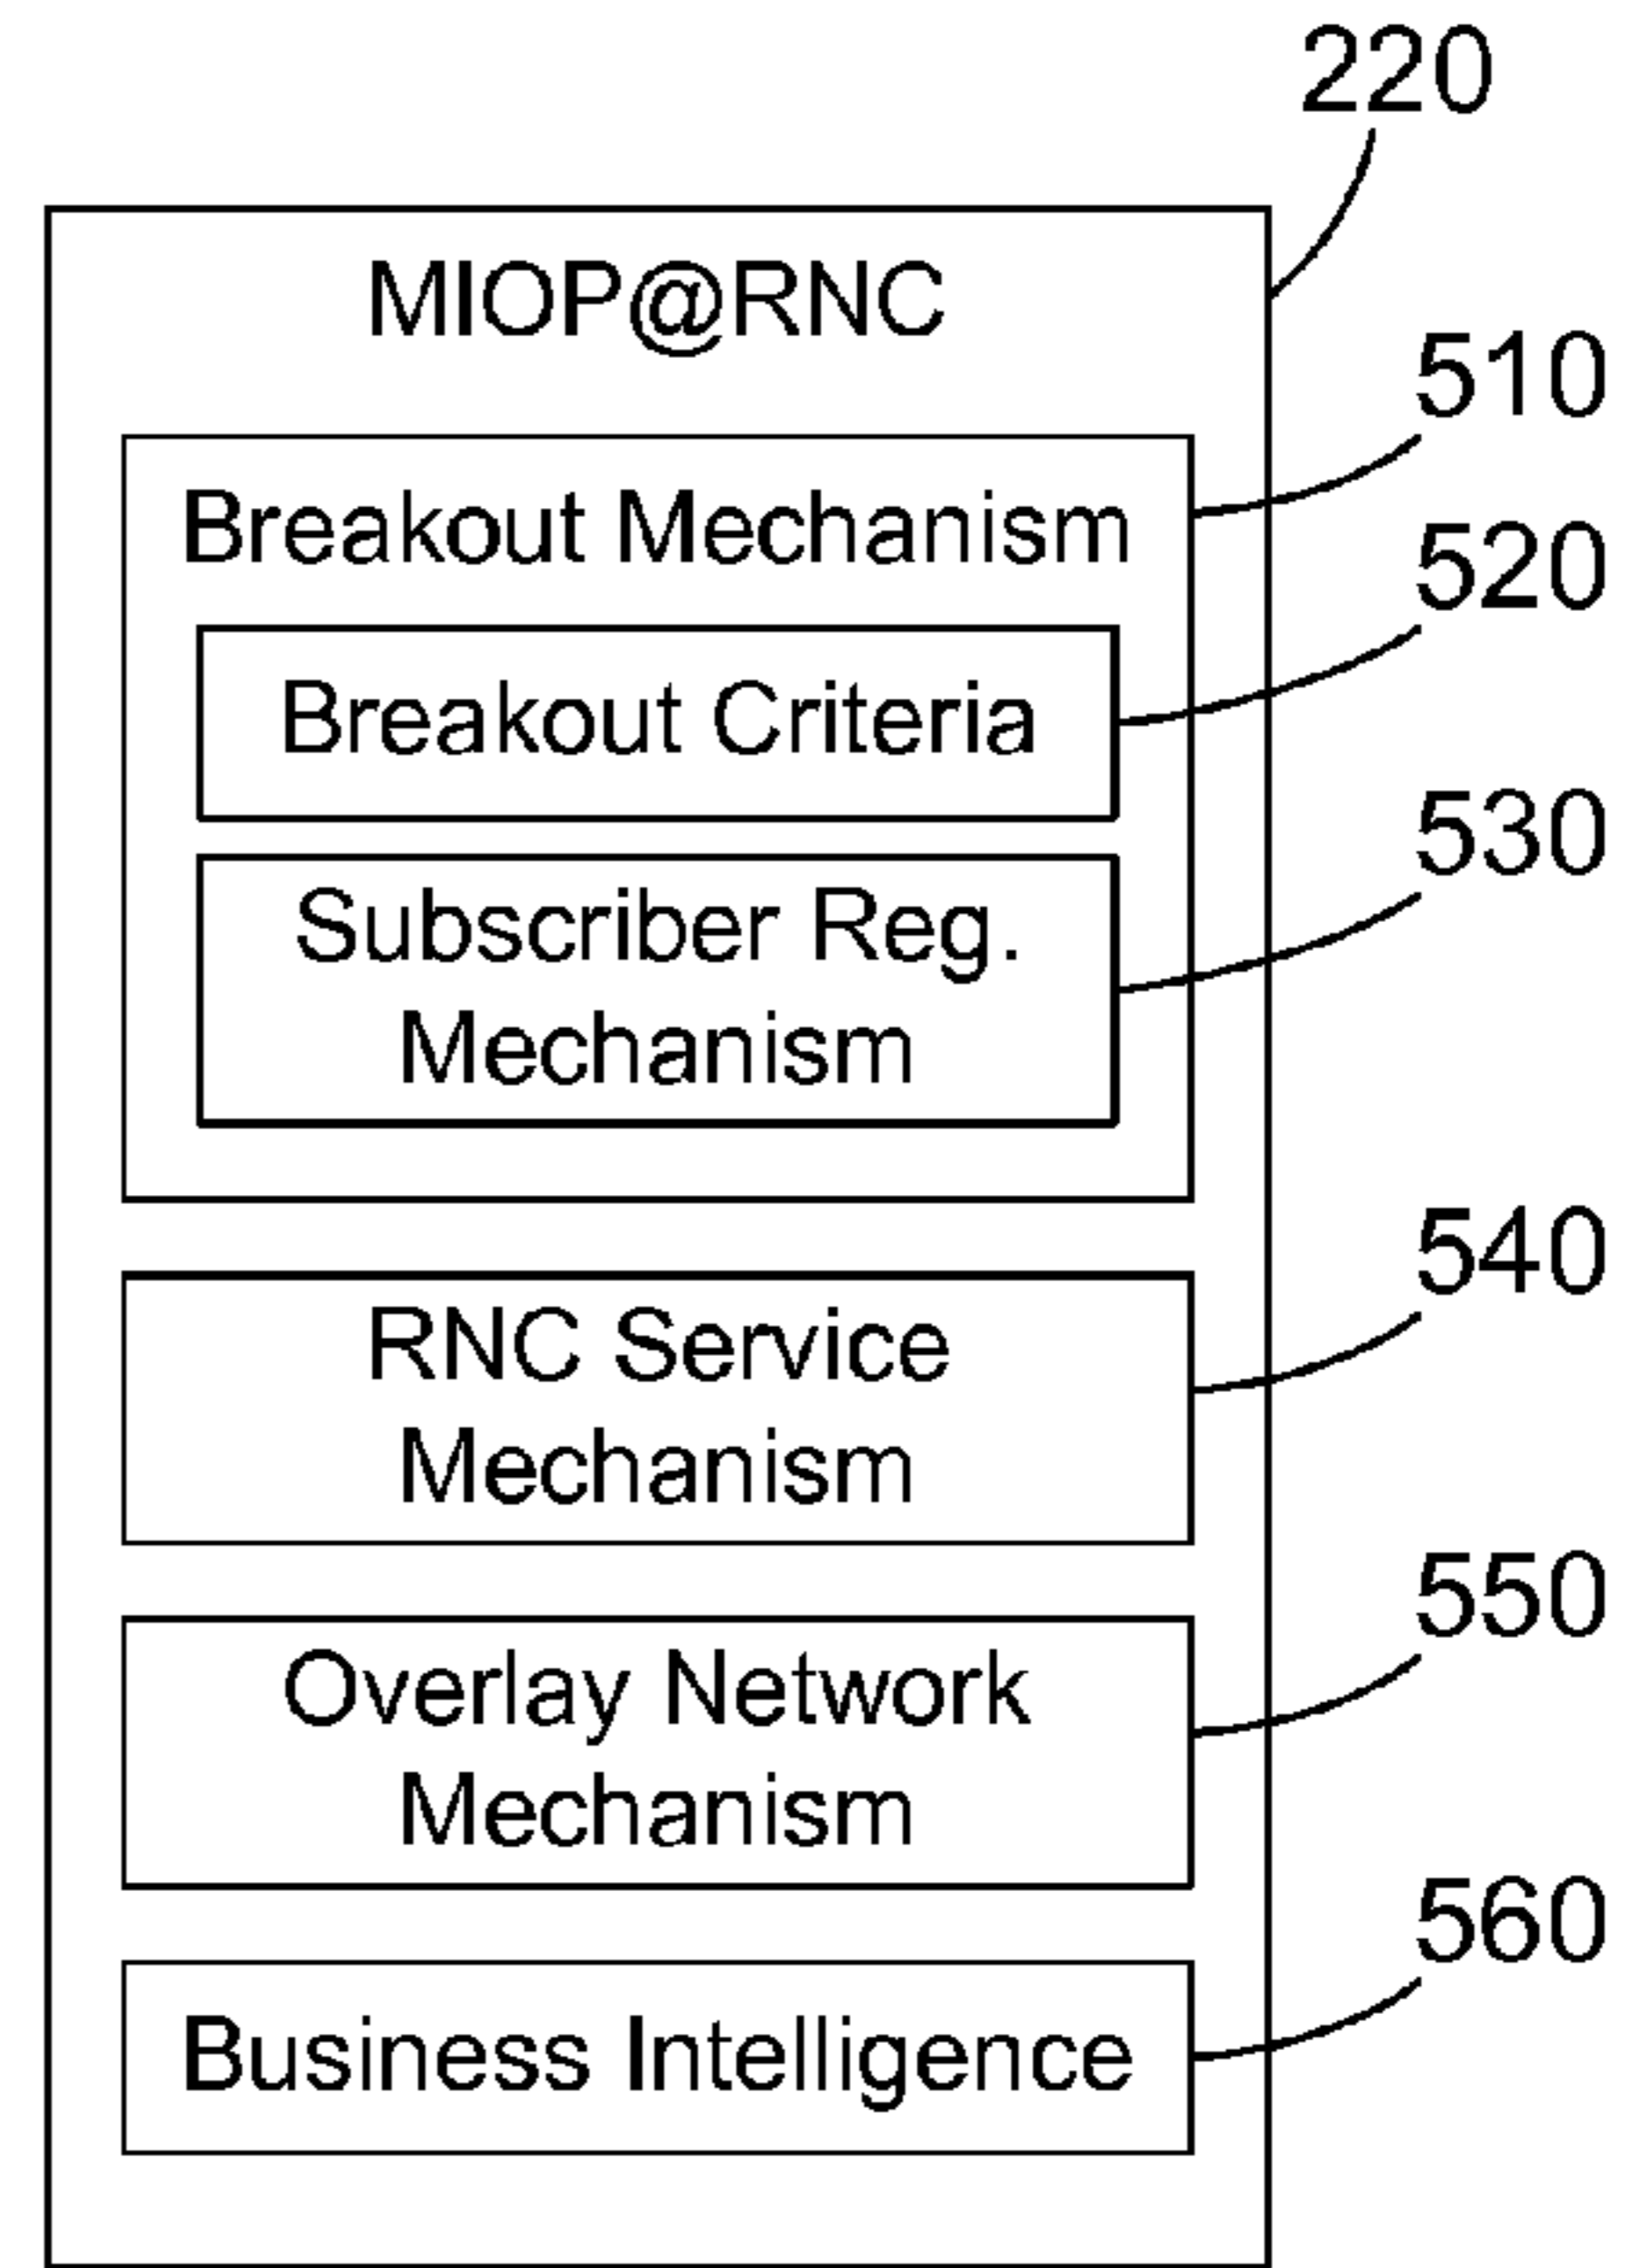 220
MIOP@RNC
510
Breakout Mechanism
520
Breakout Criteria
530
Subscriber Reg.
Mechanism
540
RNC Service
Mechanism
550
Overlay Network
Mechanism
560
Business Intelligence